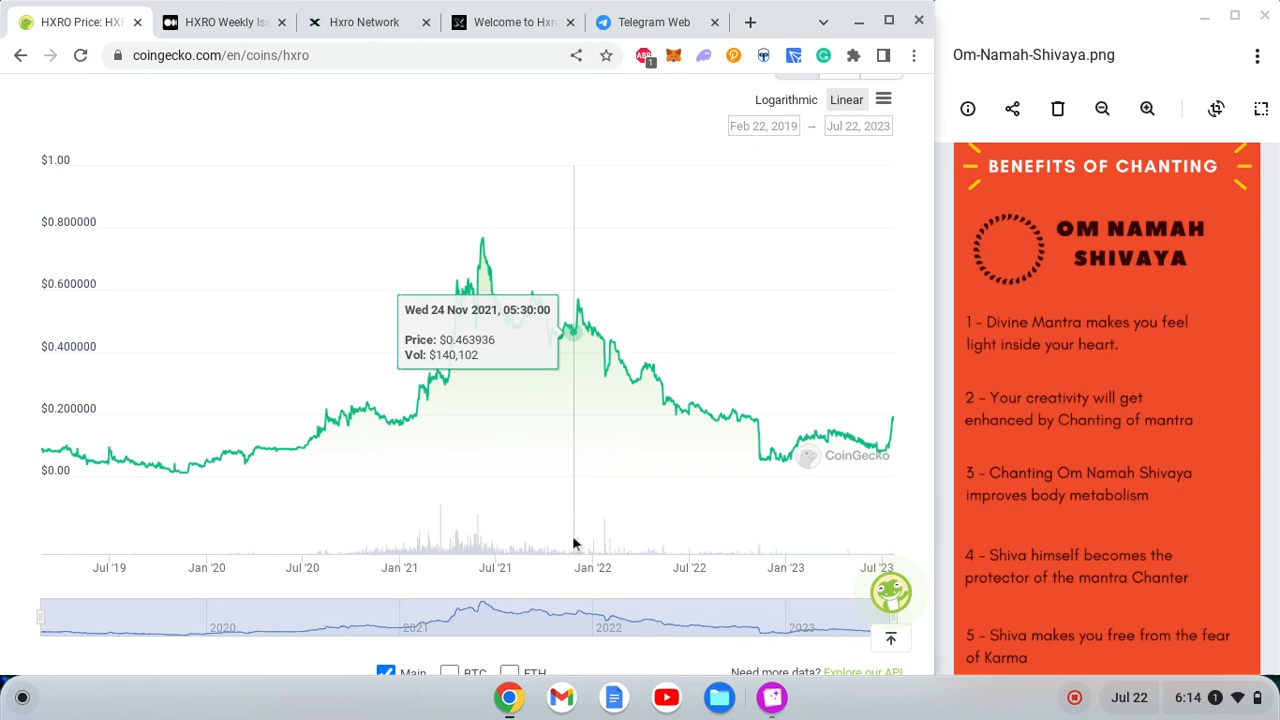 HXRO Price: HX
HXRO Weekly Is
Hxro Network
Welcome to Hxr
Telegram Web
coingecko.com/en/coins/hxro
ABP
1
Logarithmic
Linear
Feb 22, 2019
→
Jul 22, 2023
$1.00
$0.800000
$0.600000
$0.400000
$0.200000
$0.00
Wed 24 Nov 2021, 05:30:00
Price: $0.463936
Vol: $140,102
CoinGecko
Jul '19
Jan '20
Jul '20
Jan '21
Jul '21
Jan '22
Jul '22
Jan '23
Jul '23
2020
2021
2022
2023
Main
BTC
ETH
Need more data? Explore our API
Om-Namah-Shivaya.png
BENEFITS OF CHANTING
OM NAMAH
SHIVAYA
1 - Divine Mantra makes you feel
light inside your heart.
2 - Your creativity will get
enhanced by Chanting of mantra
3 - Chanting Om Namah Shivaya
improves body metabolism
4 - Shiva himself becomes the
protector of the mantra Chanter
5 - Shiva makes you free from the fear
of Karma
Jul 22
6:14
1